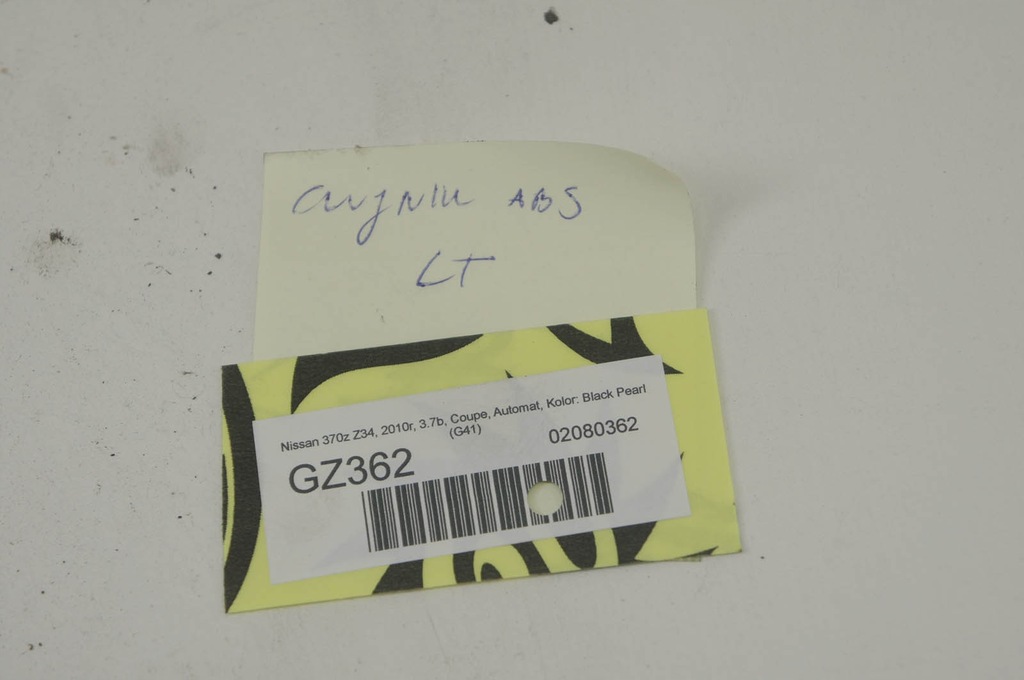 czujnik ABS
LT
Nissan 370z Z34, 2010r, 3.7b, Coupe, Automat, Kolor: Black Pearl
(G41)
GZ362
02080362